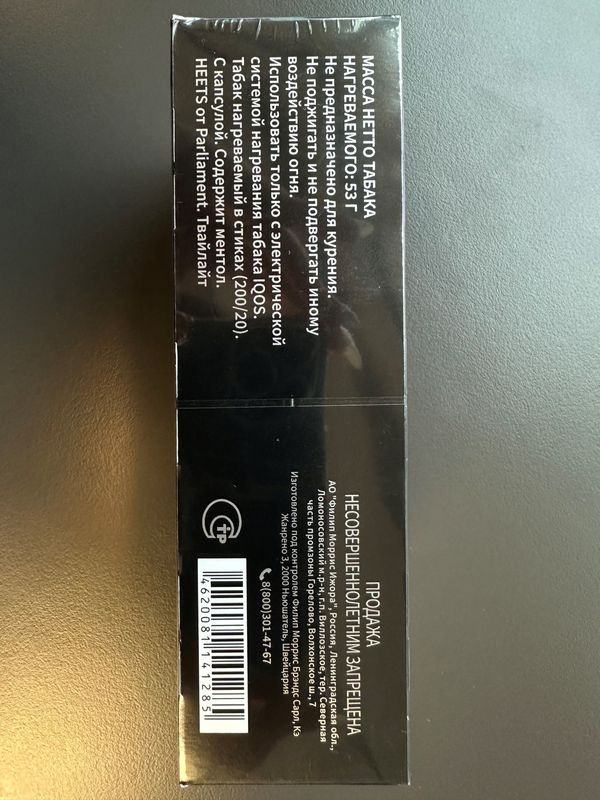 МАССА НЕТТО ТАБАКА
НАГРЕВАЕМОГО: 53 Г
Не предназначено для курения.
Не поджигать и не подвергать иному
воздействию огня.
Использовать только с электрической
системой нагревания табака IQOS.
Табак нагреваемый в стиках (200/20).
С капсулой. Содержит ментол.
HEETS от Parliament. Твайлайт
ПРОДАЖА
НЕСОВЕРШЕННОЛЕТНИМ ЗАПРЕЩЕНА
АО "Филип Моррис Ижора", Россия, Ленинградская обл.,
Ломоносовский м.р-н, г.п. Виллозское, тер. Северная
часть промзоны Горелово, Волхонское ш., 7
Изготовлено под контролем Филип Моррис Брэндс Сарл, Кэ
Жанрено 3, 2000 Ньюшатель, Швейцария
8(800)301-47-67
СТР
4620081141285